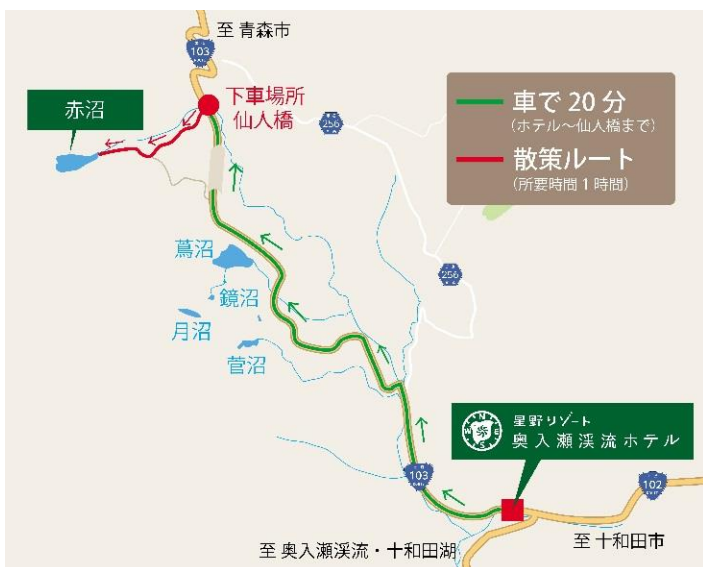 至 青森市
103
下車場所
仙人橋
赤沼
256
車で 20 分
(ホテル〜仙人橋まで)
散策ルート
(所要時間 1 時間)
蔦沼
鏡沼
月沼
菅沼
256
星野リゾート
奥入瀬渓流ホテル
103
102
至 奥入瀬渓流・十和田湖
至 十和田市